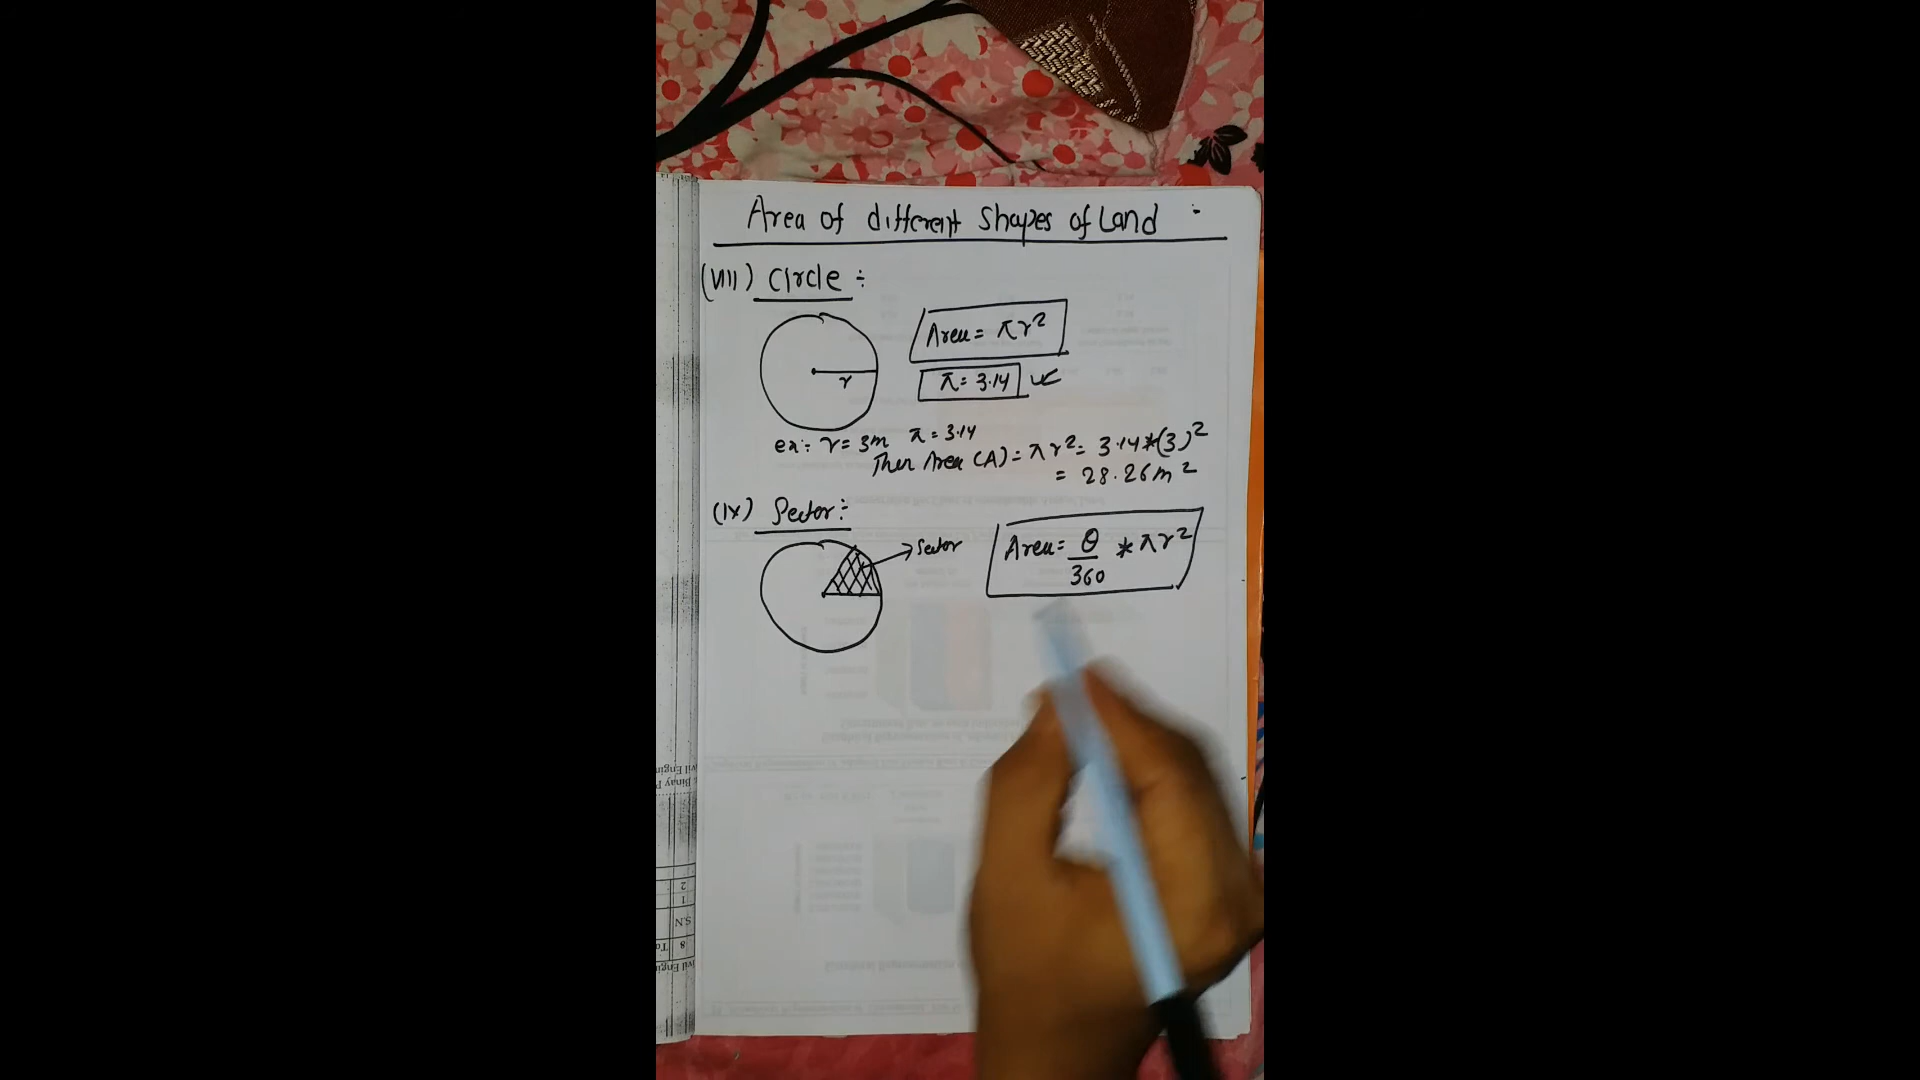 Area of different Shapes of Land :-
(VIII) Circle :-
Area = πr²
π = 3.14
r
ex:- r = 3m π = 3.14
Then Area (A) = πr² = 3.14*(3)²
= 28.26m²
(IX) Sector :-
Sector
Area = θ/360 * πr²
S.N